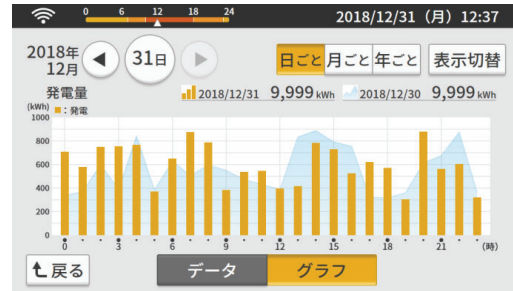 0 6 12 18 24
2018/12/31（月）12:37
2018年
12月
31日
日ごと 月ごと 年ごと 表示切替
発電量 2018/12/31 9,999 kWh 2018/12/30 9,999 kWh
(kWh) ■：発電
1000
800
600
400
200
0
0 3 6 9 12 15 18 21 (時)
戻る データ グラフ